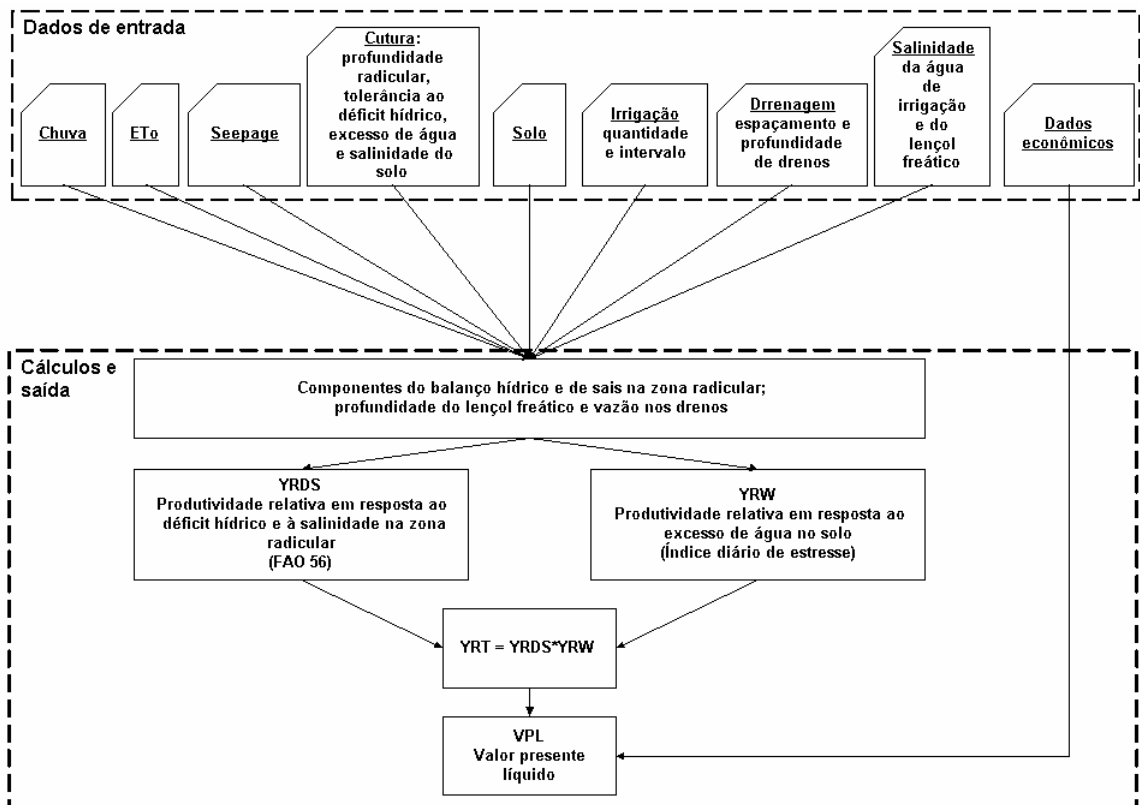 Dados de entrada
Chuva
ETo
Seepage
Cutura:
profundidade
radicular,
tolerância ao
déficit hídrico,
excesso de água
e salinidade do
solo
Solo
Irrigação
quantidade
e intervalo
Drrenagem
espaçamento e
profundidade
de drenos
Salinidade
da água
de
irrigação
e do
lençol
freático
Dados
econômicos
Cálculos e
saída
Componentes do balanço hídrico e de sais na zona radicular;
profundidade do lençol freático e vazão nos drenos
YRDS
Produtividade relativa em resposta ao
déficit hídrico e à salinidade na zona
radicular
(FAO 56)
YRW
Produtividade relativa em resposta ao
excesso de água no solo
(Índice diário de estresse)
YRT = YRDS*YRW
VPL
Valor presente
líquido